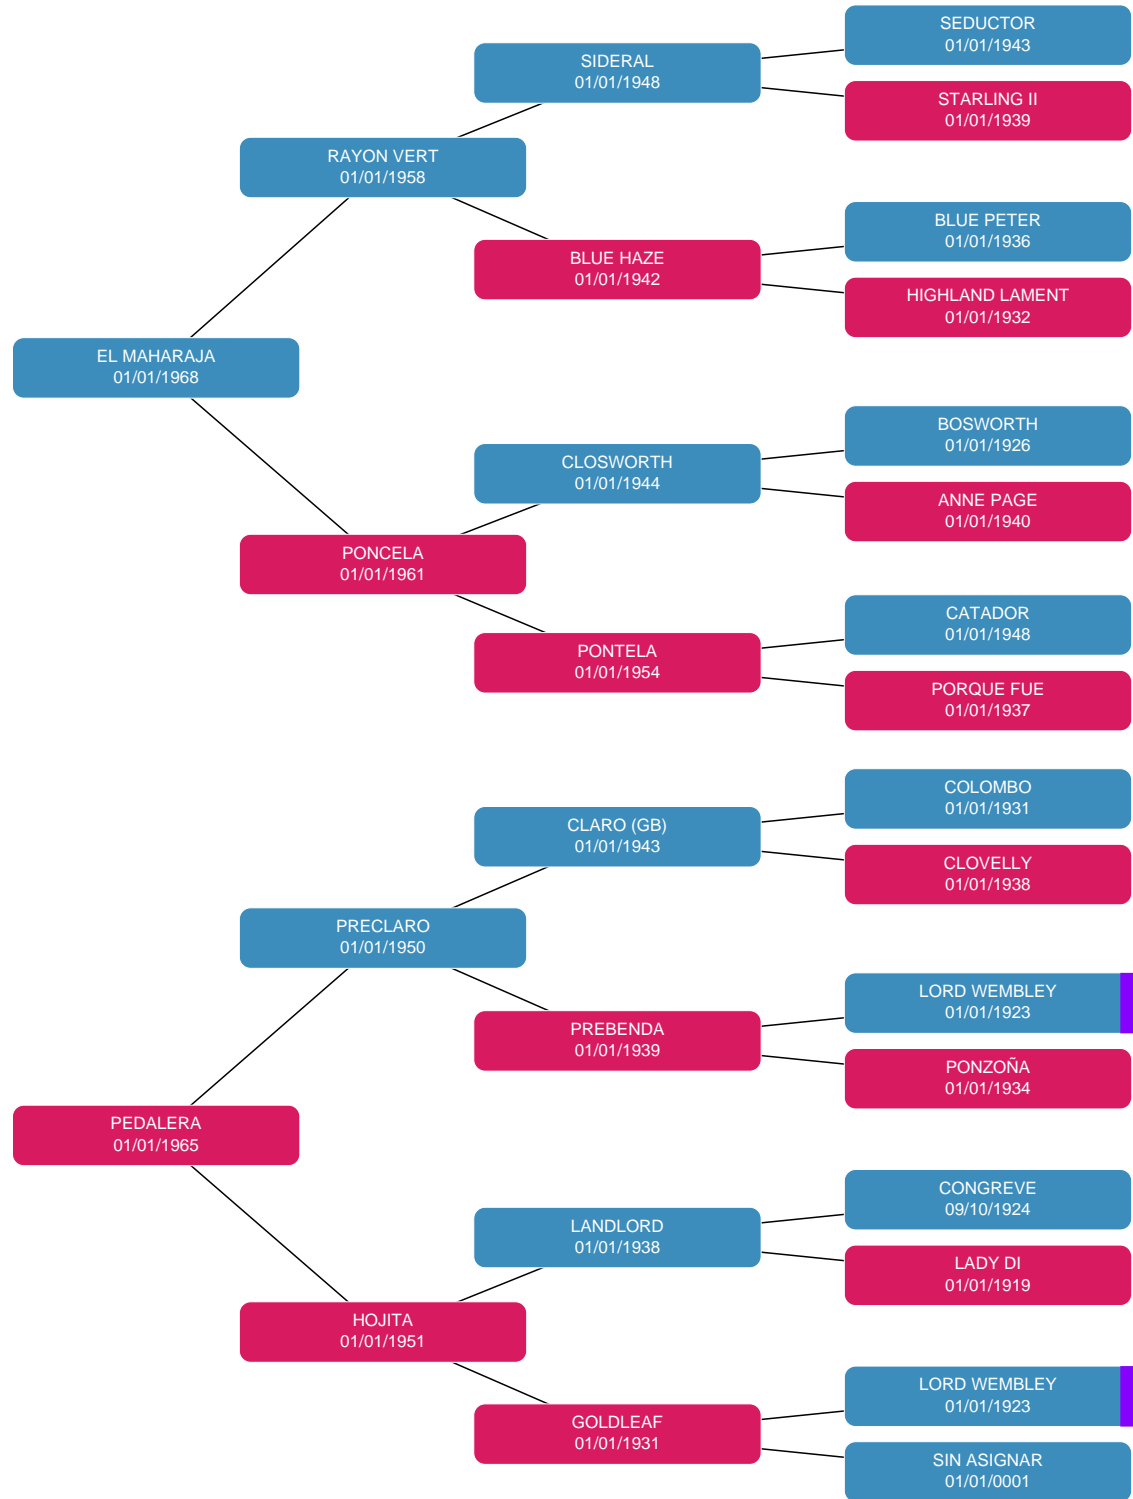 SEDUCTOR
01/01/1943
SIDERAL
01/01/1948
STARLING II
01/01/1939
RAYON VERT
01/01/1958
BLUE PETER
01/01/1936
BLUE HAZE
01/01/1942
HIGHLAND LAMENT
01/01/1932
EL MAHARAJA
01/01/1968
BOSWORTH
01/01/1926
CLOSWORTH
01/01/1944
ANNE PAGE
01/01/1940
PONCELA
01/01/1961
CATADOR
01/01/1948
PONTELA
01/01/1954
PORQUE FUE
01/01/1937
COLOMBO
01/01/1931
CLARO (GB)
01/01/1943
CLOVELLY
01/01/1938
PRECLARO
01/01/1950
LORD WEMBLEY
01/01/1923
PREBENDA
01/01/1939
PONZOÑA
01/01/1934
PEDALERA
01/01/1965
CONGREVE
09/10/1924
LANDLORD
01/01/1938
LADY DI
01/01/1919
HOJITA
01/01/1951
LORD WEMBLEY
01/01/1923
GOLDLEAF
01/01/1931
SIN ASIGNAR
01/01/0001